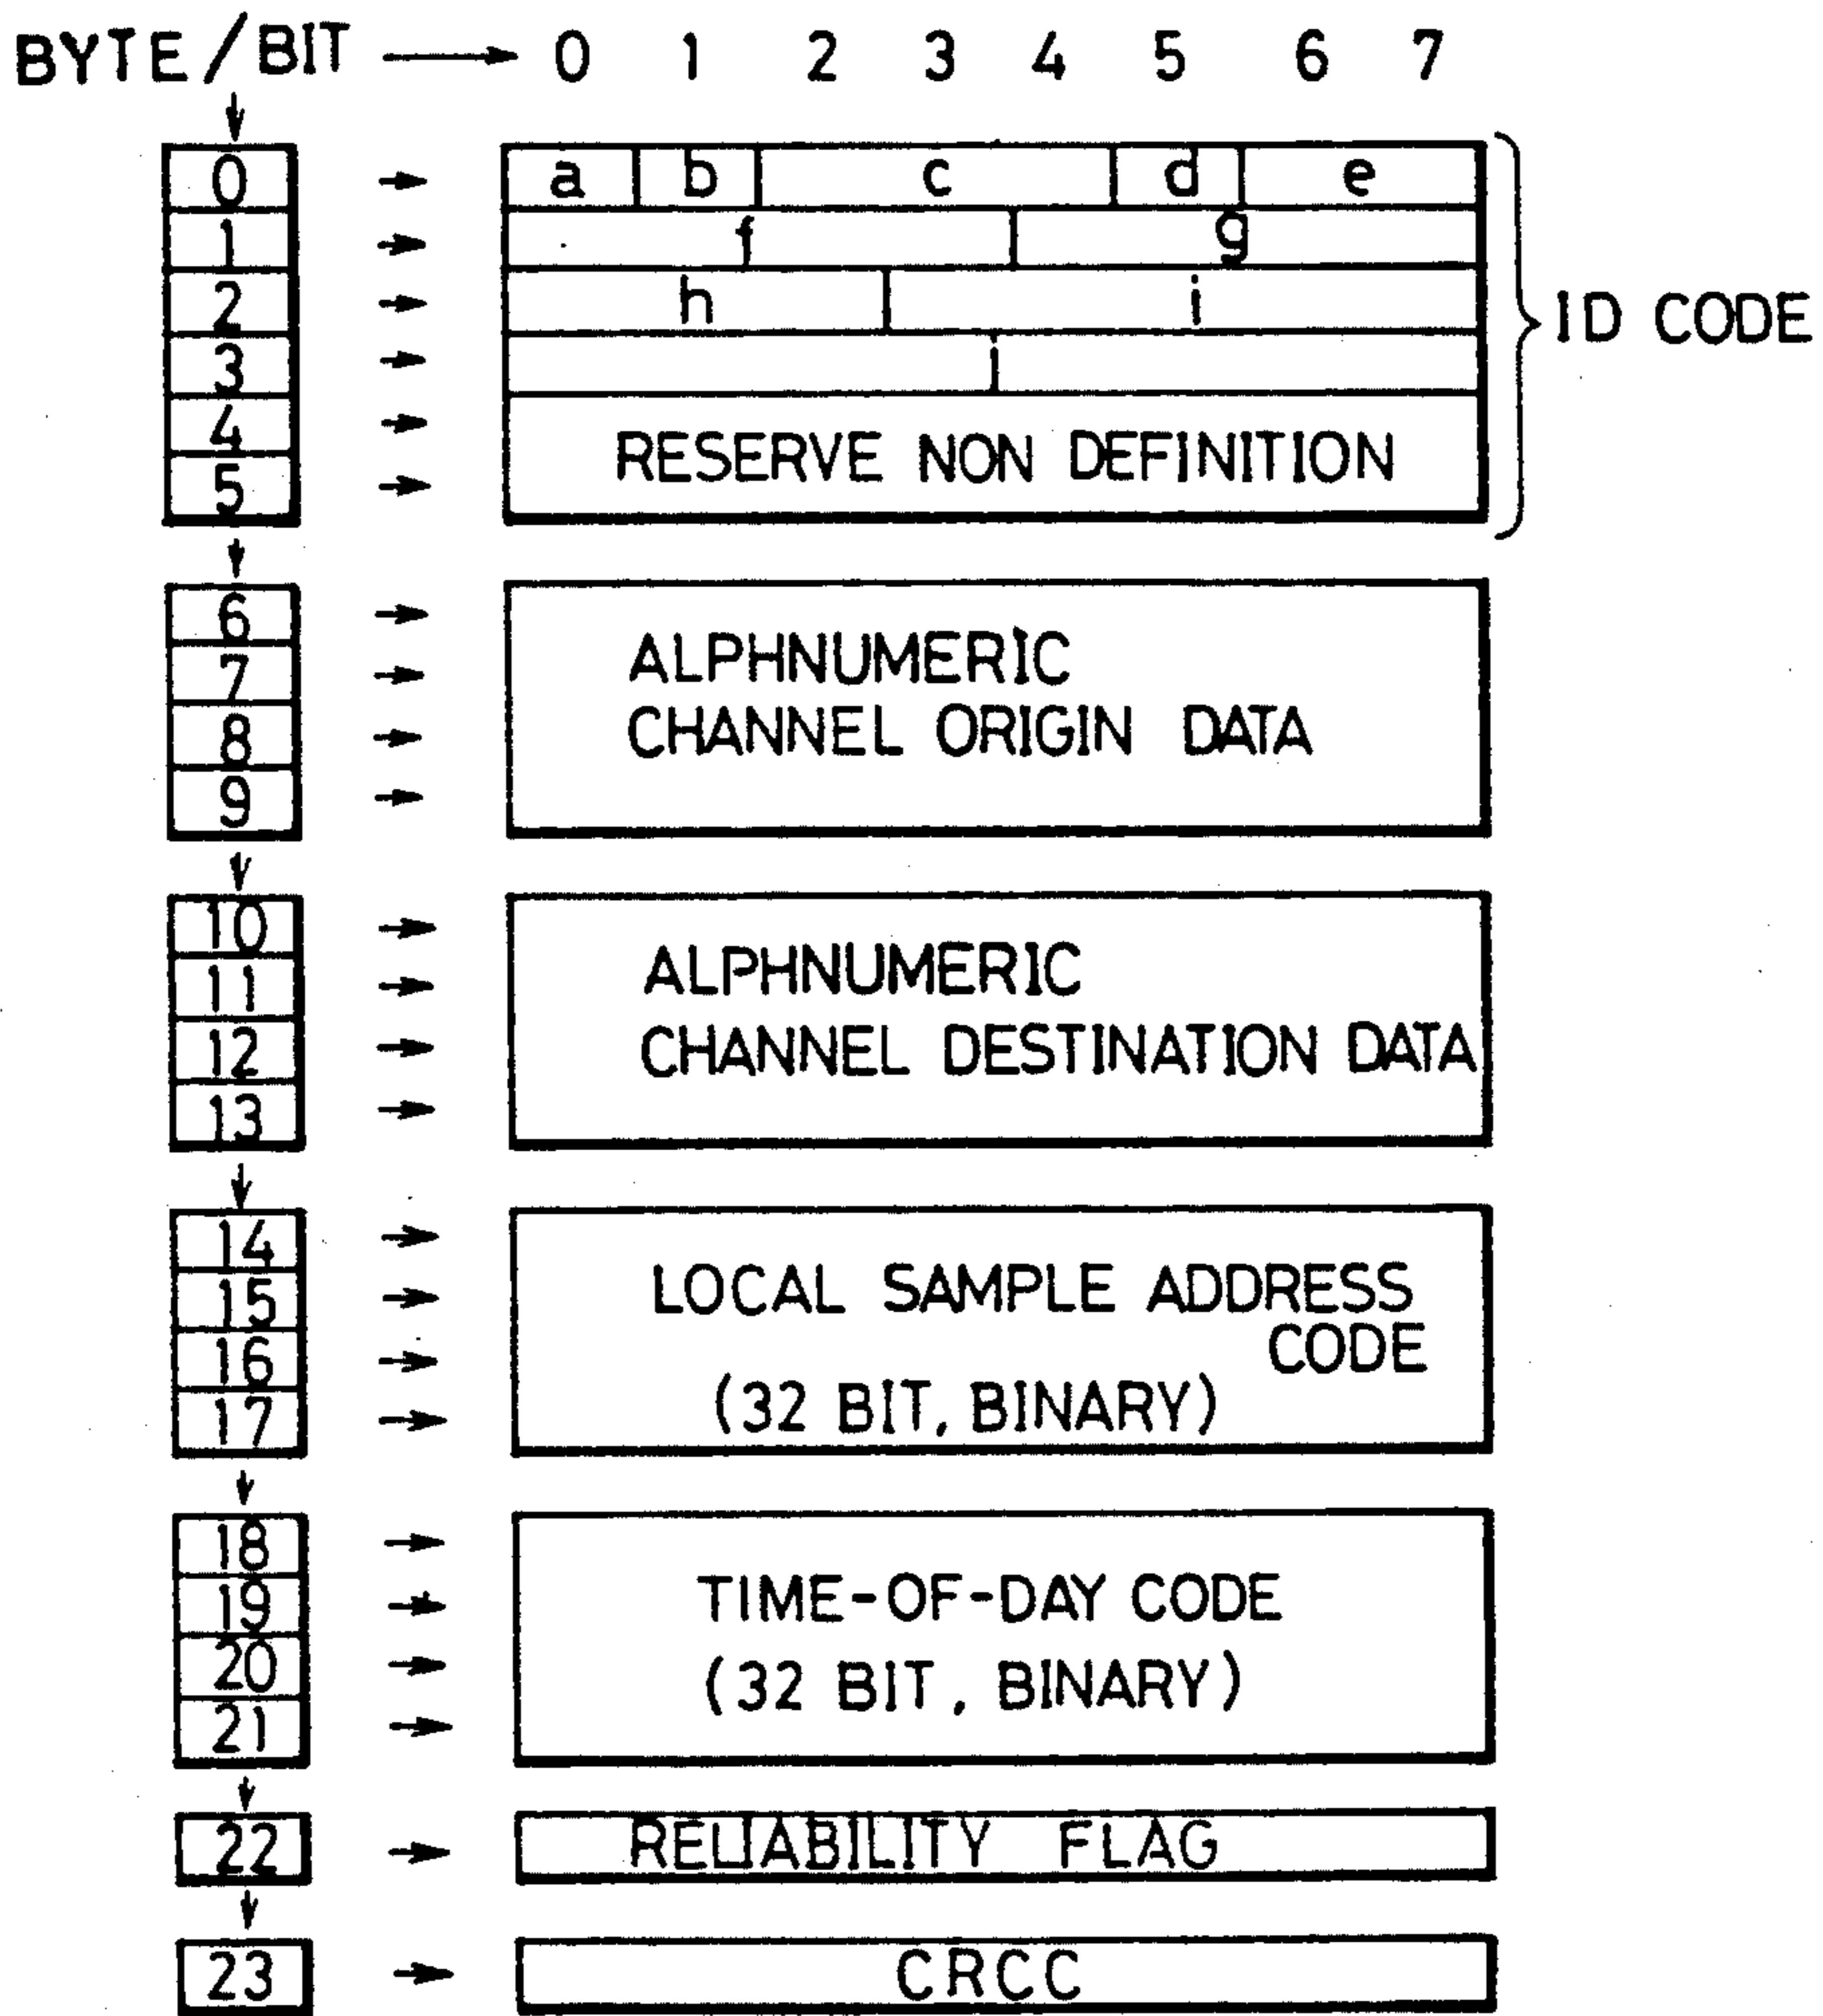 BYTE/BIT 0 1 2 3 4 5 6 7
0 a b c d e
1 f g
2 h i
ID CODE
3 j
4
RESERVE NON DEFINITION
5
6
ALPHNUMERIC
7
CHANNEL ORIGIN DATA
8
9
10
ALPHNUMERIC
11
12
CHANNEL DESTINATION DATA
13
14
15
LOCAL SAMPLE ADDRESS
CODE
16
17
(32 BIT, BINARY)
18
19
TIME-OF-DAY CODE
20
(32 BIT, BINARY)
21
22 RELIABILITY FLAG
23 CRCC